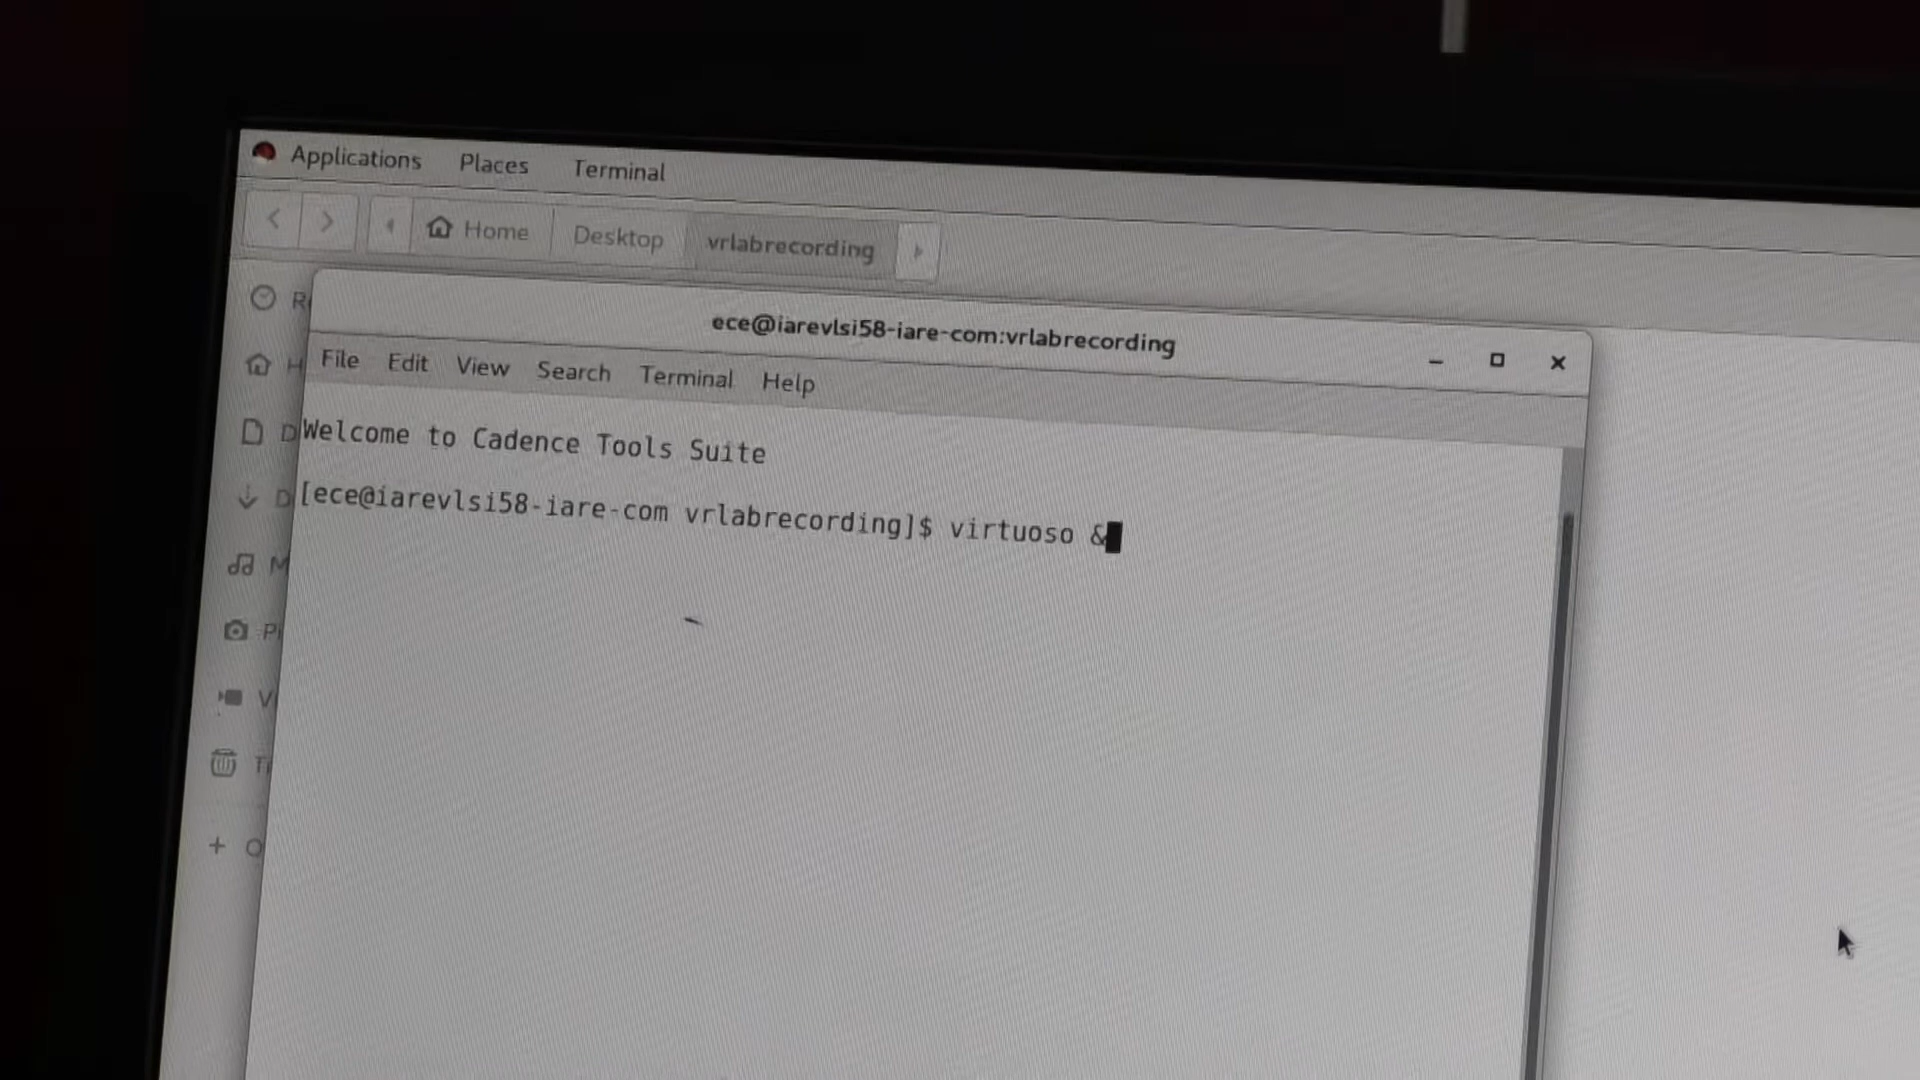 Applications Places Terminal
Home Desktop vrlabrecording
ece@iarevlsi58-iare-com:vrlabrecording
File Edit View Search Terminal Help
Welcome to Cadence Tools Suite
[ece@iarevlsi58-iare-com vrlabrecording]$ virtuoso &